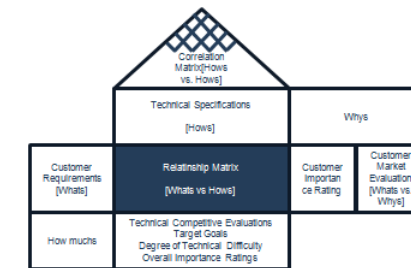 Correlation
Matrix[Hows
vs. Hows]
Technical Specifications
[Hows]
Whys
Customer
Requirements
[Whats]
Relatinship Matrix
[Whats vs Hows]
Customer
Importan
ce Rating
Customer
Market
Evaluation
[Whats vs.
Whys]
How muchs
Technical Competitive Evaluations
Target Goals
Degree of Technical Difficulty
Overall Importance Ratings